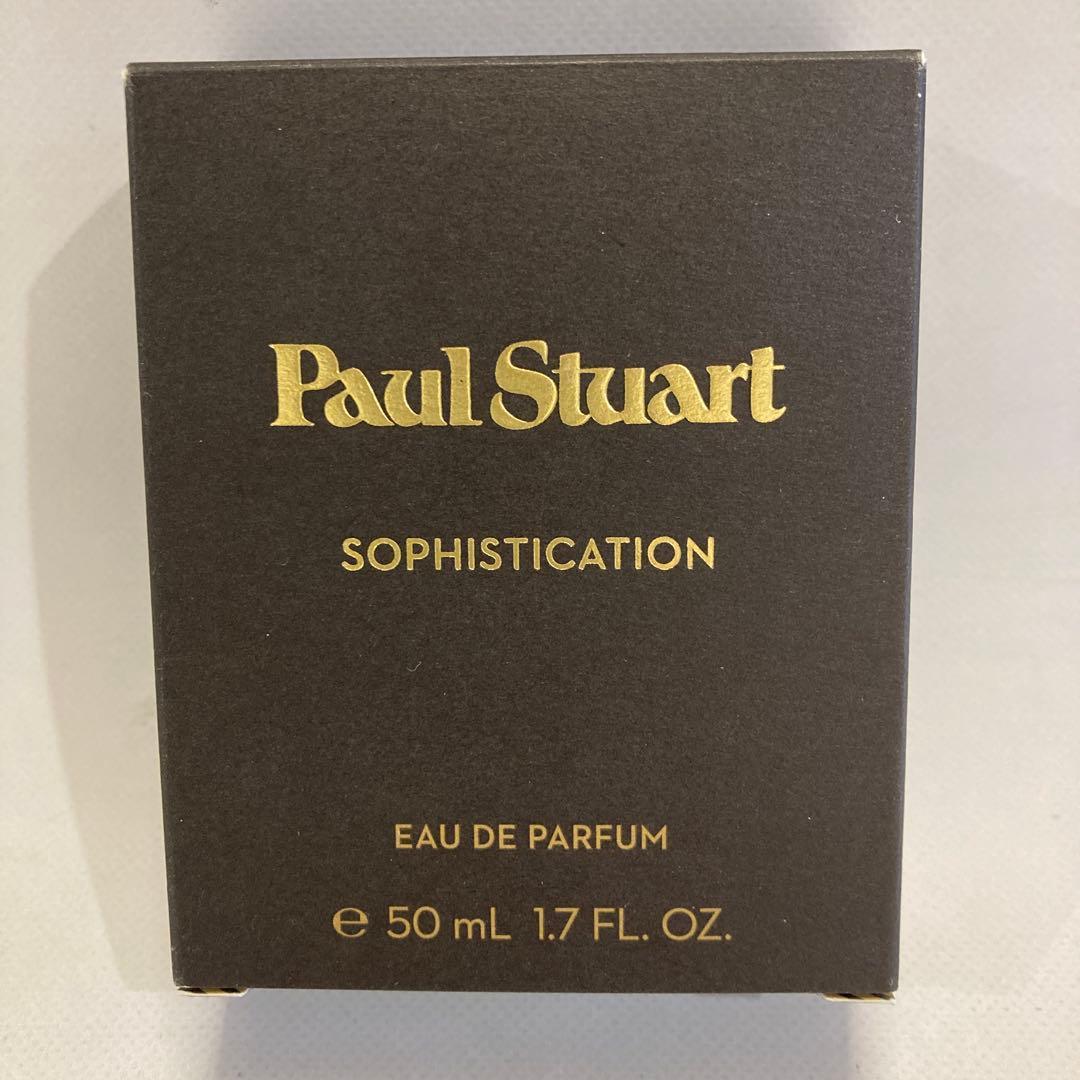 Paul Stuart
SOPHISTICATION
EAU DE PARFUM
℮ 50 mL 1.7 FL. OZ.